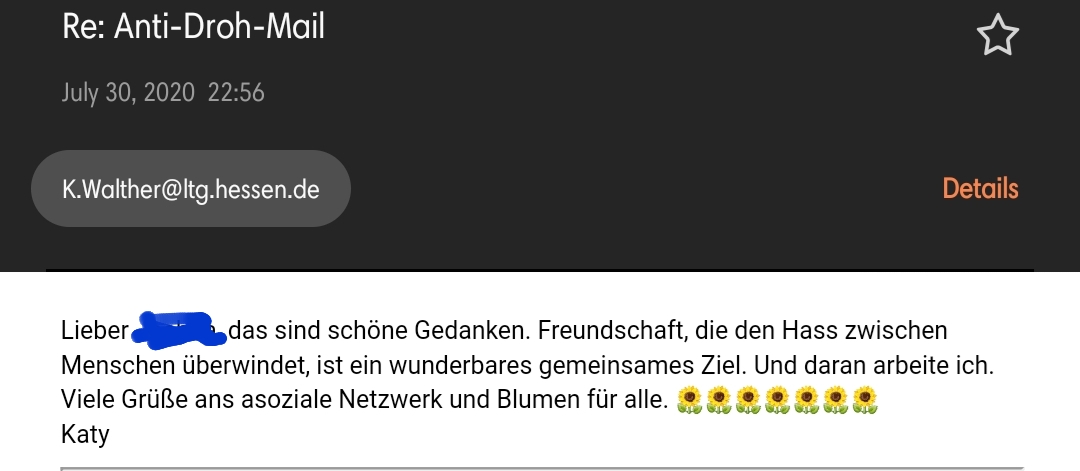 Re: Anti-Droh-Mail
July 30, 2020 22:56
K.Walther@ltg.hessen.de
Details
Lieber das sind schöne Gedanken. Freundschaft, die den Hass zwischen
Menschen überwindet, ist ein wunderbares gemeinsames Ziel. Und daran arbeite ich.
Viele Grüße ans asoziale Netzwerk und Blumen für alle. 🌻🌻🌻🌻🌻🌻🌻
Katy